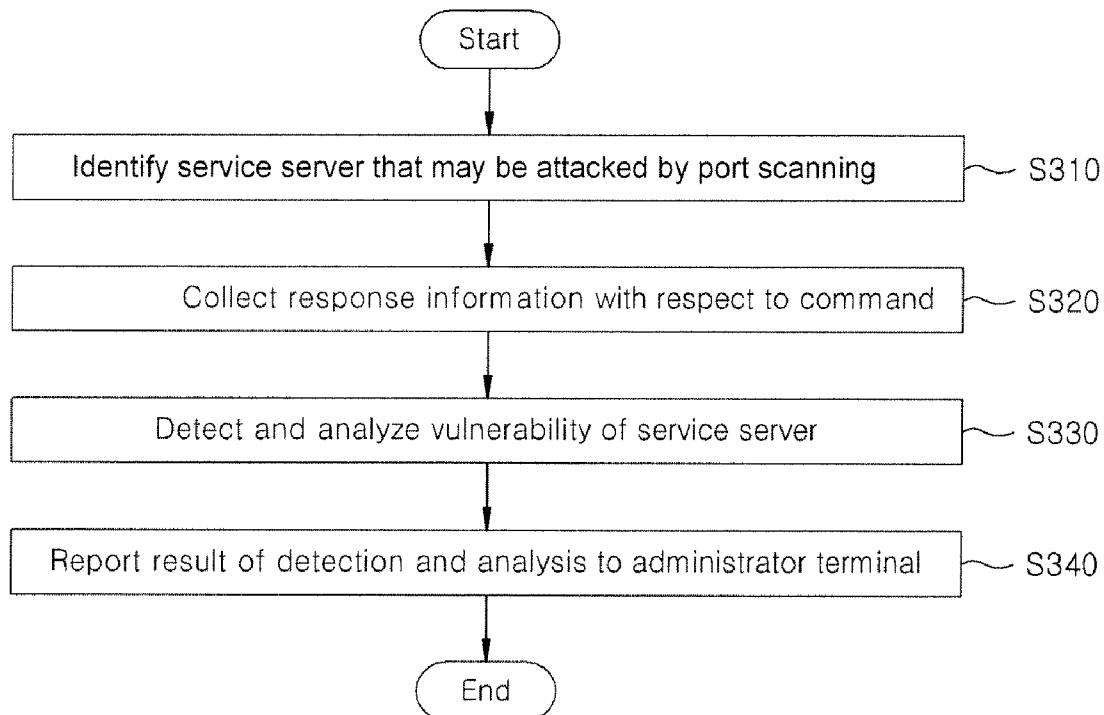 Start
Identify service server that may be attacked by port scanning
S310
Collect response information with respect to command
S320
Detect and analyze vulnerability of service server
S330
Report result of detection and analysis to administrator terminal
S340
End